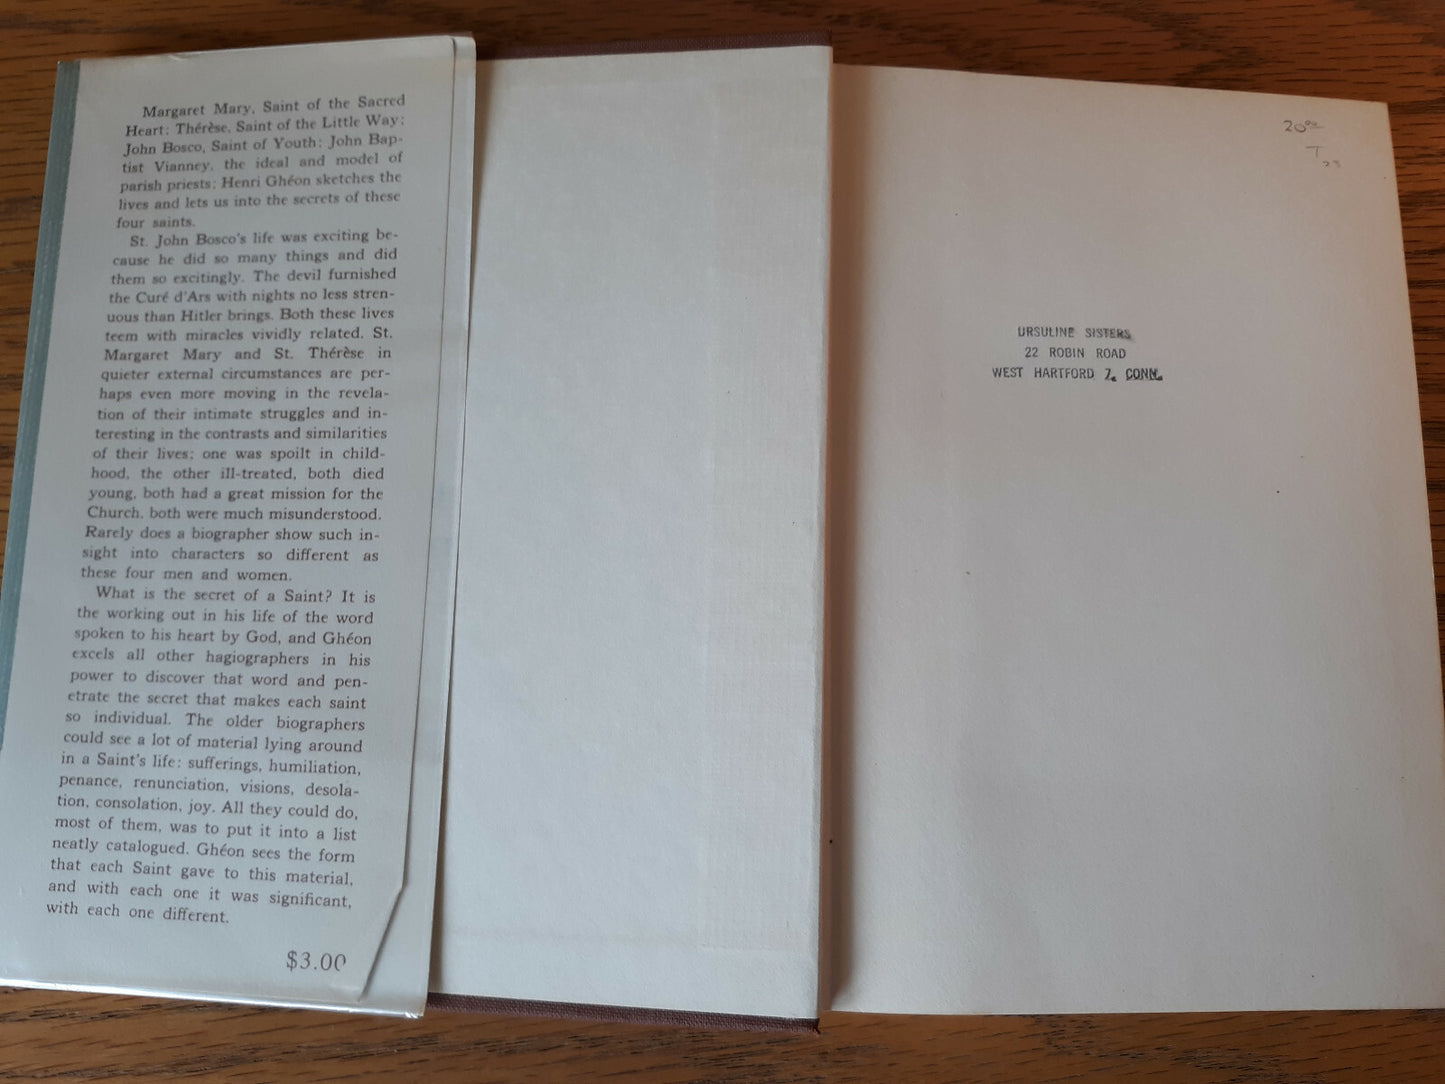 Margaret Mary, Saint of the Sacred
Heart; Thérèse, Saint of the Little Way;
John Bosco, Saint of Youth; John Bap-
tist Vianney, the ideal and model of
parish priests; Henri Ghéon sketches the
lives and lets us into the secrets of these
four saints.
St. John Bosco's life was exciting be-
cause he did so many things and did
them so excitingly. The devil furnished
the Curé d'Ars with nights no less stren-
uous than Hitler brings. Both these lives
teem with miracles vividly related. St.
Margaret Mary and St. Thérèse in
quieter external circumstances are per-
haps even more moving in the revela-
tion of their intimate struggles and in-
teresting in the contrasts and similarities
of their lives; one was spoilt in child-
hood, the other ill-treated, both died
young, both had a great mission for the
Church, both were much misunderstood.
Rarely does a biographer show such in-
sight into characters so different as
these four men and women.
What is the secret of a Saint? It is
the working out in his life of the word
spoken to his heart by God, and Ghéon
excels all other hagiographers in his
power to discover that word and pen-
etrate the secret that makes each saint
so individual. The older biographers
could see a lot of material lying around
in a Saint's life: sufferings, humiliation,
penance, renunciation, visions, desola-
tion, consolation, joy. All they could do,
most of them, was to put it into a list
neatly catalogued. Ghéon sees the form
that each Saint gave to this material,
and with each one it was significant,
with each one different.
$3.00
20⁰⁰
T
23
URSULINE SISTERS
22 ROBIN ROAD
WEST HARTFORD 7, CONN.